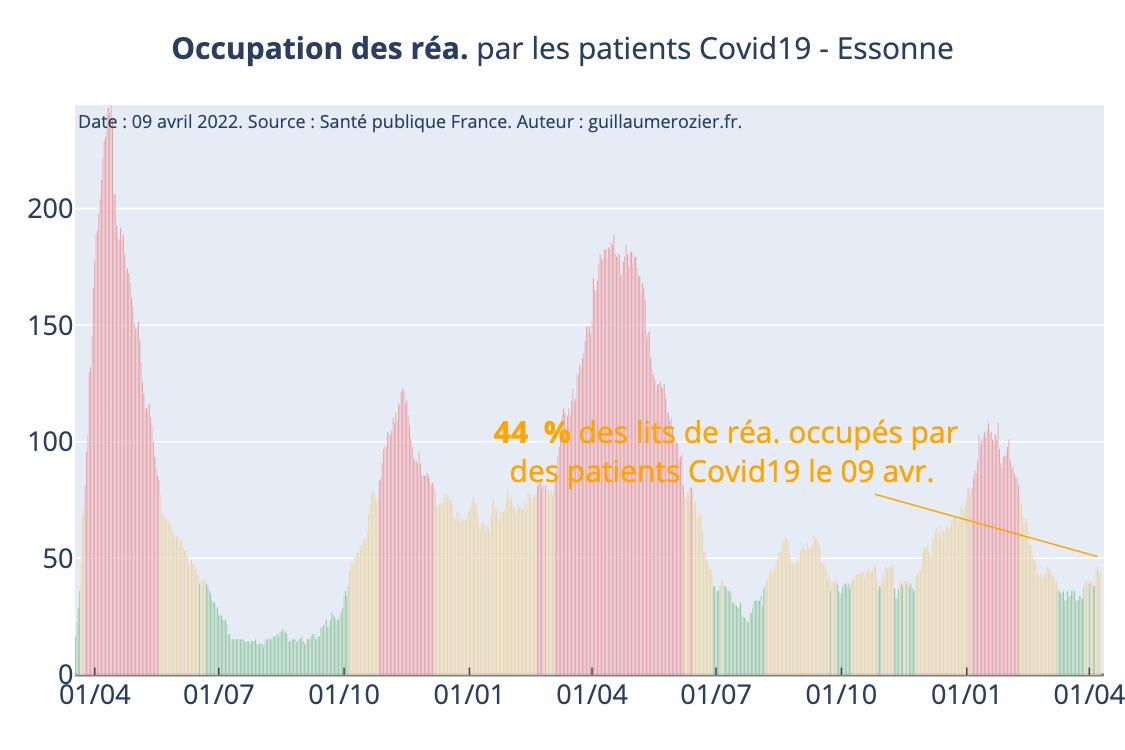 Occupation des réa. par les patients Covid19 - Essonne
Date : 09 avril 2022. Source : Santé publique France. Auteur : guillaumerozier.fr.
200
150
100
50
0
44 % des lits de réa. occupés par
des patients Covid19 le 09 avr.
01/04 01/07 01/10 01/01 01/04 01/07 01/10 01/01 01/04